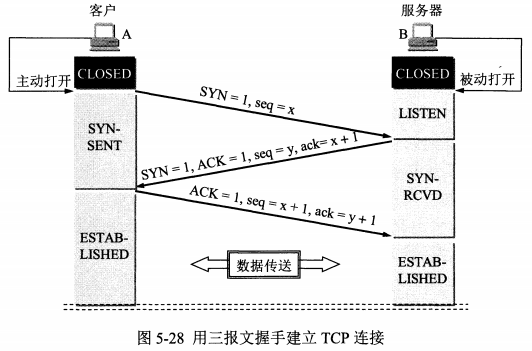 客户
服务器
A
B
主动打开
CLOSED
CLOSED
被动打开
SYN = 1, seq = x
LISTEN
SYN-
SENT
SYN = 1, ACK = 1, seq = y, ack= x + 1
SYN-
RCVD
ACK = 1, seq = x + 1, ack = y + 1
ESTAB-
LISHED
数据传送
ESTAB-
LISHED
图 5-28 用三报文握手建立 TCP 连接